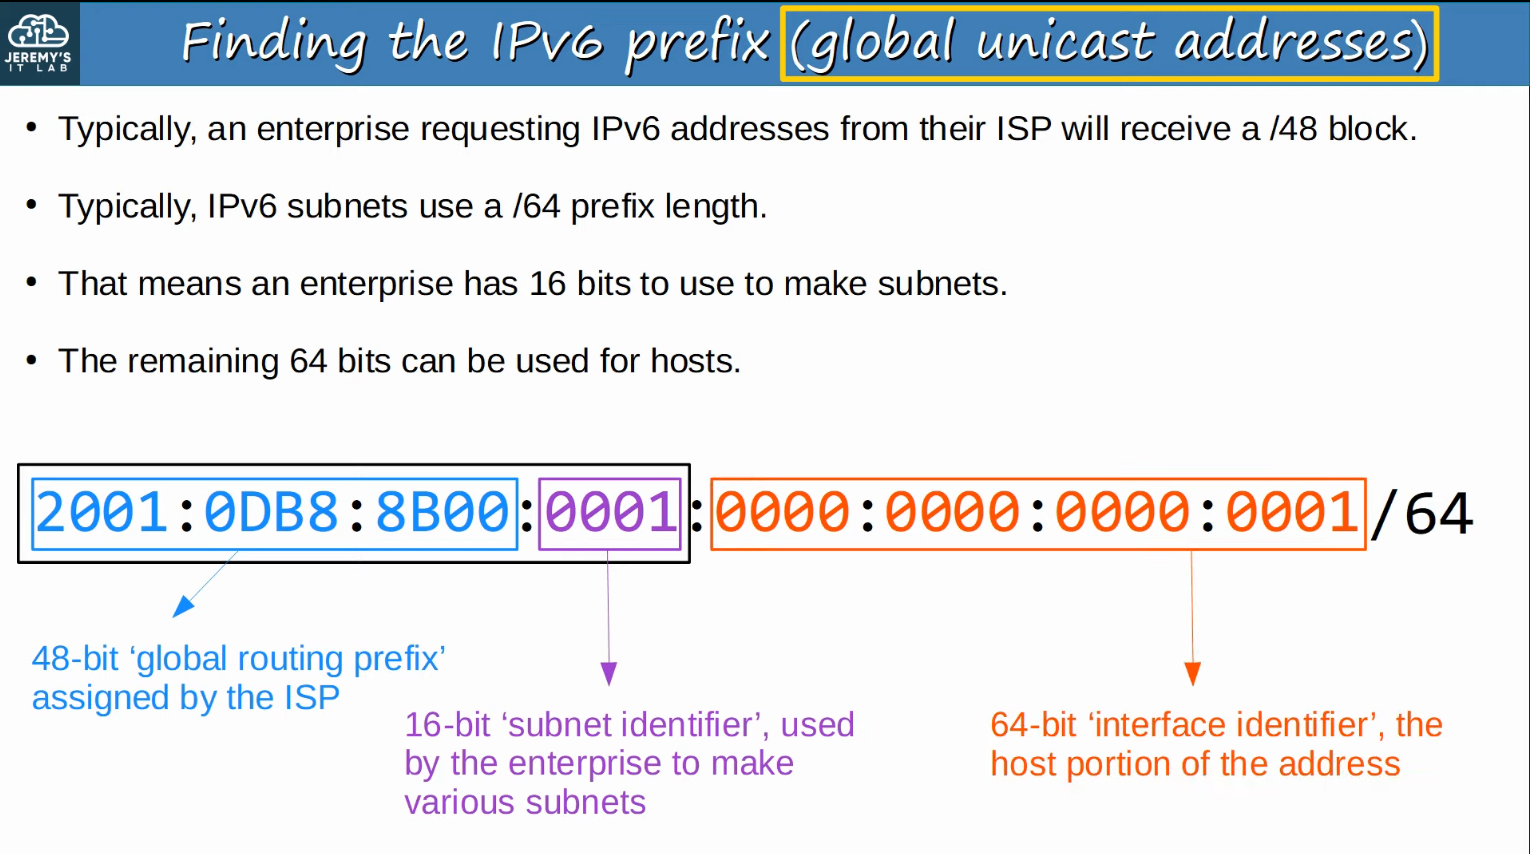 JEREMY'S
IT LAB
Finding the IPv6 prefix (global unicast addresses)
• Typically, an enterprise requesting IPv6 addresses from their ISP will receive a /48 block.
• Typically, IPv6 subnets use a /64 prefix length.
• That means an enterprise has 16 bits to use to make subnets.
• The remaining 64 bits can be used for hosts.
2001:0DB8:8B00:0001:0000:0000:0000:0001/64
48-bit ‘global routing prefix’
assigned by the ISP
16-bit ‘subnet identifier’, used
by the enterprise to make
various subnets
64-bit ‘interface identifier’, the
host portion of the address